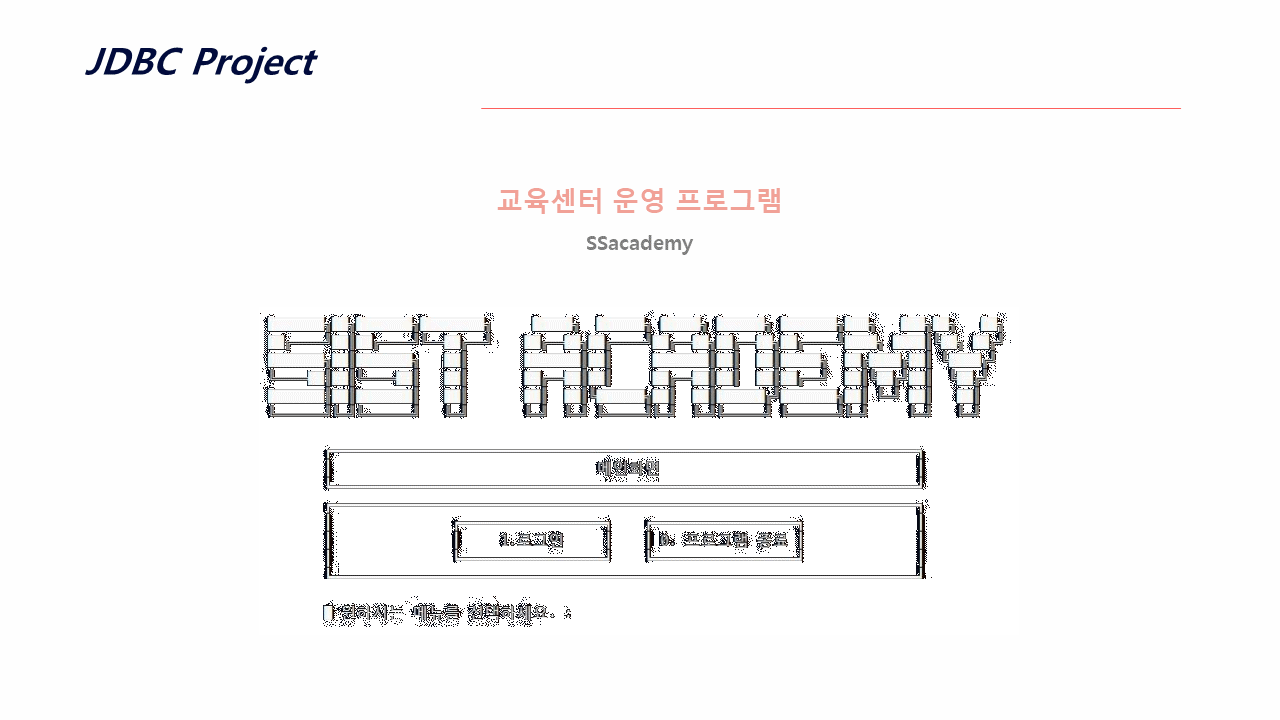 JDBC Project
교육센터 운영 프로그램
SSacademy
SIST ACADEMY
메인화면
1. 로그인
0. 프로그램 종료
원하시는 메뉴를 선택하세요. :